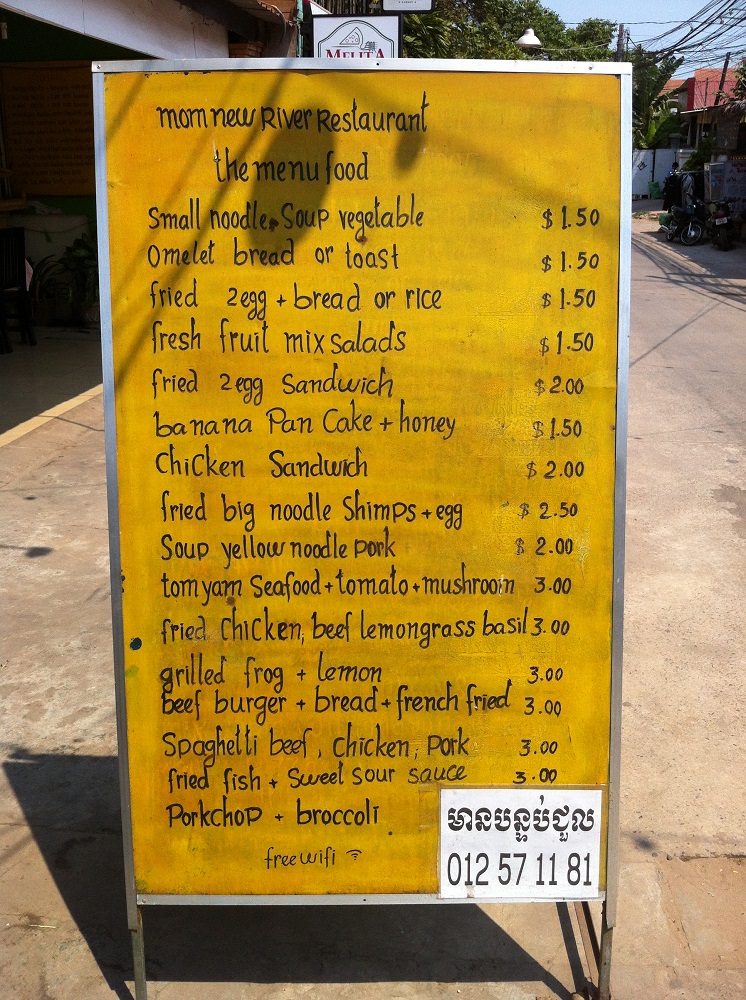 MELITA
mom new River Restaurant
the menu food
Small noodle, Soup vegetable $ 1.50
Omelet bread or toast $ 1.50
fried 2egg + bread or rice $ 1.50
fresh fruit mix salads $ 1.50
fried 2egg Sandwich $ 2.00
banana Pan Cake + honey $ 1.50
Chicken Sandwich $ 2.00
fried big noodle Shimps + egg $ 2.50
Soup yellow noodle pork $ 2.00
tom yam Seafood + tomato + mushroom 3.00
fried chicken, beef lemongrass basil 3.00
grilled frog + lemon 3.00
beef burger + bread + french fried 3.00
Spaghetti beef, chicken, Pork 3.00
fried fish + Sweet sour sauce 3.00
Porkchop + broccoli
free wifi
មានបន្ទប់ជួល
012 57 11 81